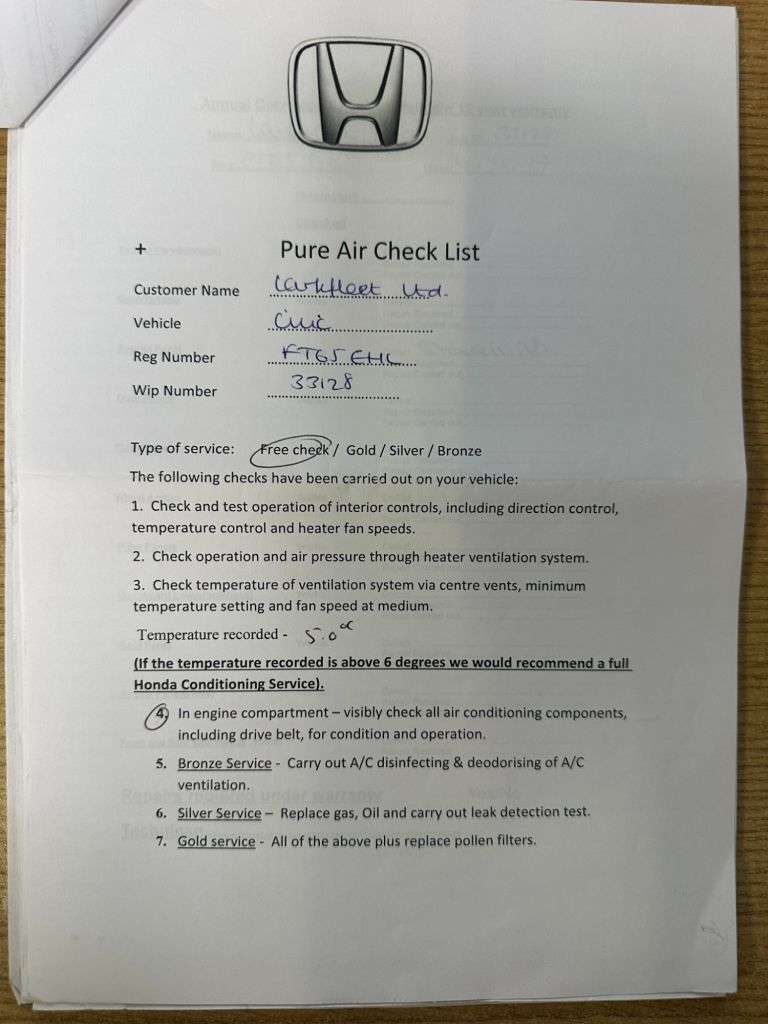 + Pure Air Check List
Customer Name Larkfleet Ltd.
Vehicle Civic
Reg Number FT65 EHL
Wip Number 33128
Type of service: Free check / Gold / Silver / Bronze
The following checks have been carried out on your vehicle:
1. Check and test operation of interior controls, including direction control,
temperature control and heater fan speeds.
2. Check operation and air pressure through heater ventilation system.
3. Check temperature of ventilation system via centre vents, minimum
temperature setting and fan speed at medium.
Temperature recorded - 5.0°C
(If the temperature recorded is above 6 degrees we would recommend a full
Honda Conditioning Service).
4. In engine compartment – visibly check all air conditioning components,
including drive belt, for condition and operation.
5. Bronze Service - Carry out A/C disinfecting & deodorising of A/C
ventilation.
6. Silver Service – Replace gas, Oil and carry out leak detection test.
7. Gold service - All of the above plus replace pollen filters.